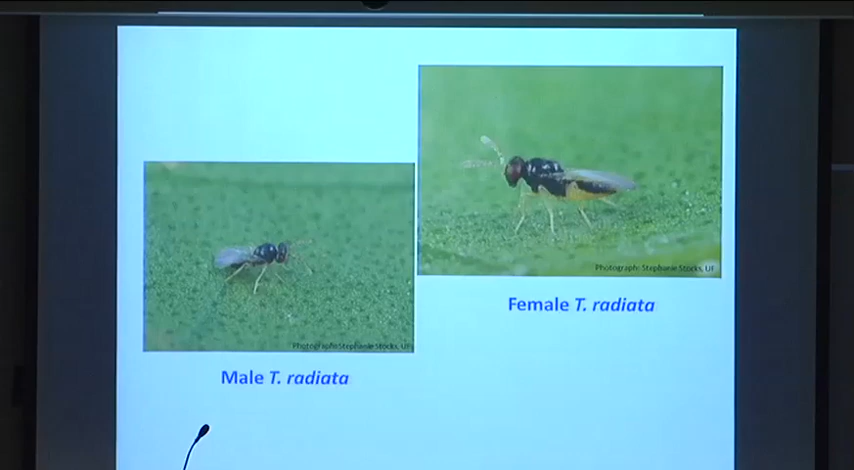 Photograph: Stephanie Stocks, UF
Female T. radiata
Photograph: Stephanie Stocks, UF
Male T. radiata